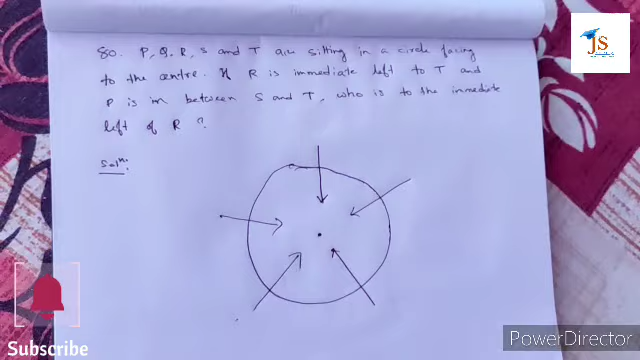 80. P, Q, R, S and T are sitting in a circle facing
to the centre. If R is immediate left to T and
P is in between S and T, who is to the immediate
left of R ?
Solⁿ:
JS
Subscribe
PowerDirector